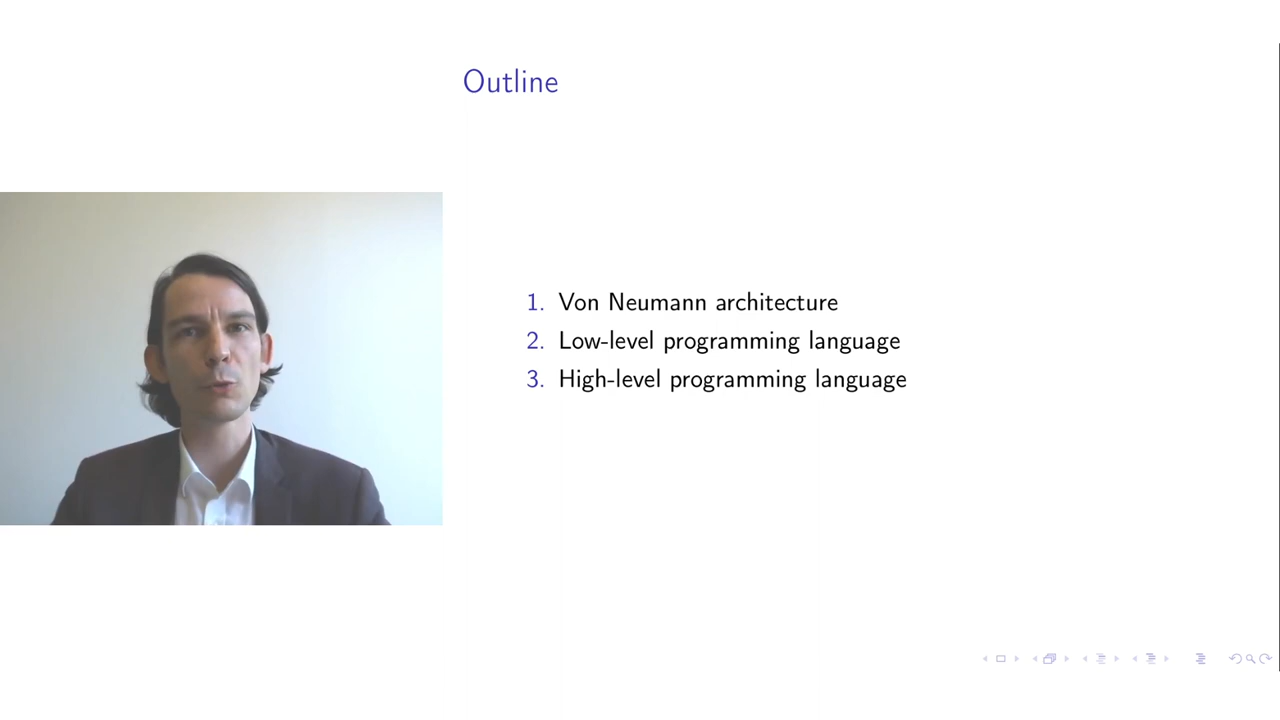 Outline
1. Von Neumann architecture
2. Low-level programming language
3. High-level programming language